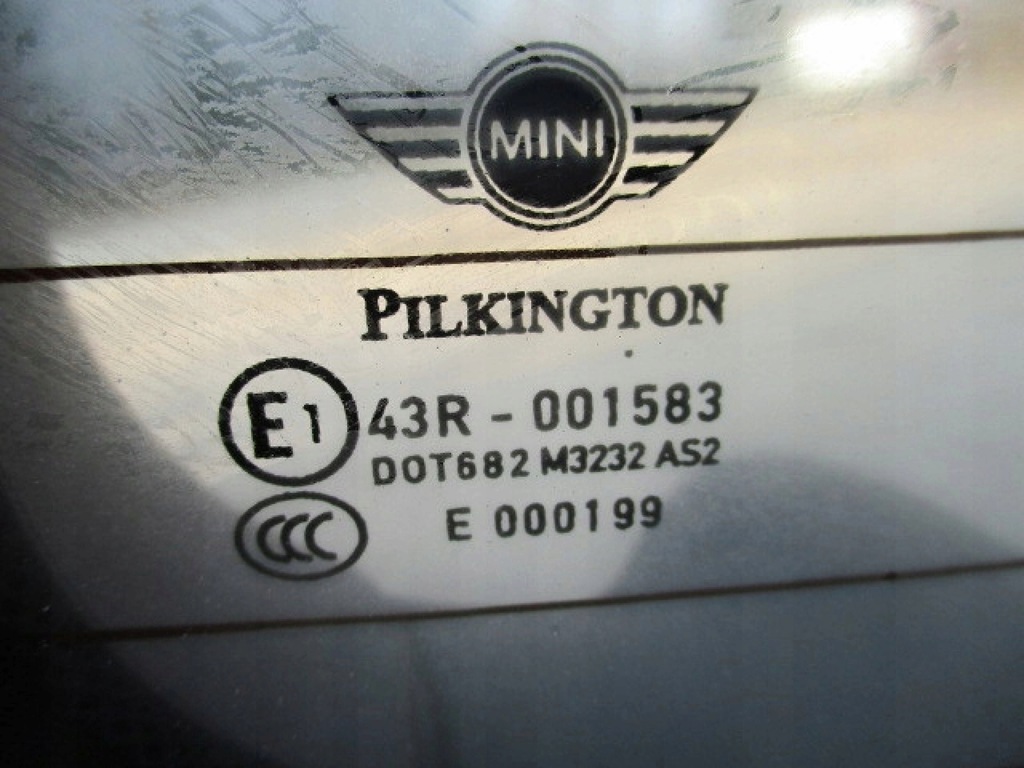 MINI
PILKINGTON
E1 43R - 001583
DOT682 M3232 AS2
CCC E 000199